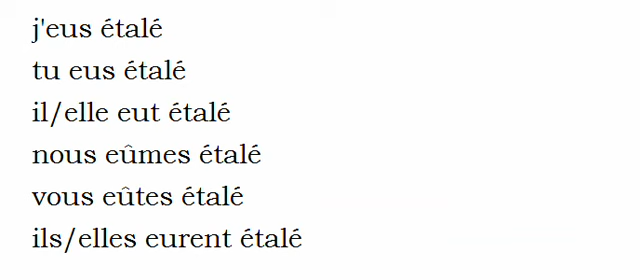 j'eus étalé
tu eus étalé
il/elle eut étalé
nous eûmes étalé
vous eûtes étalé
ils/elles eurent étalé